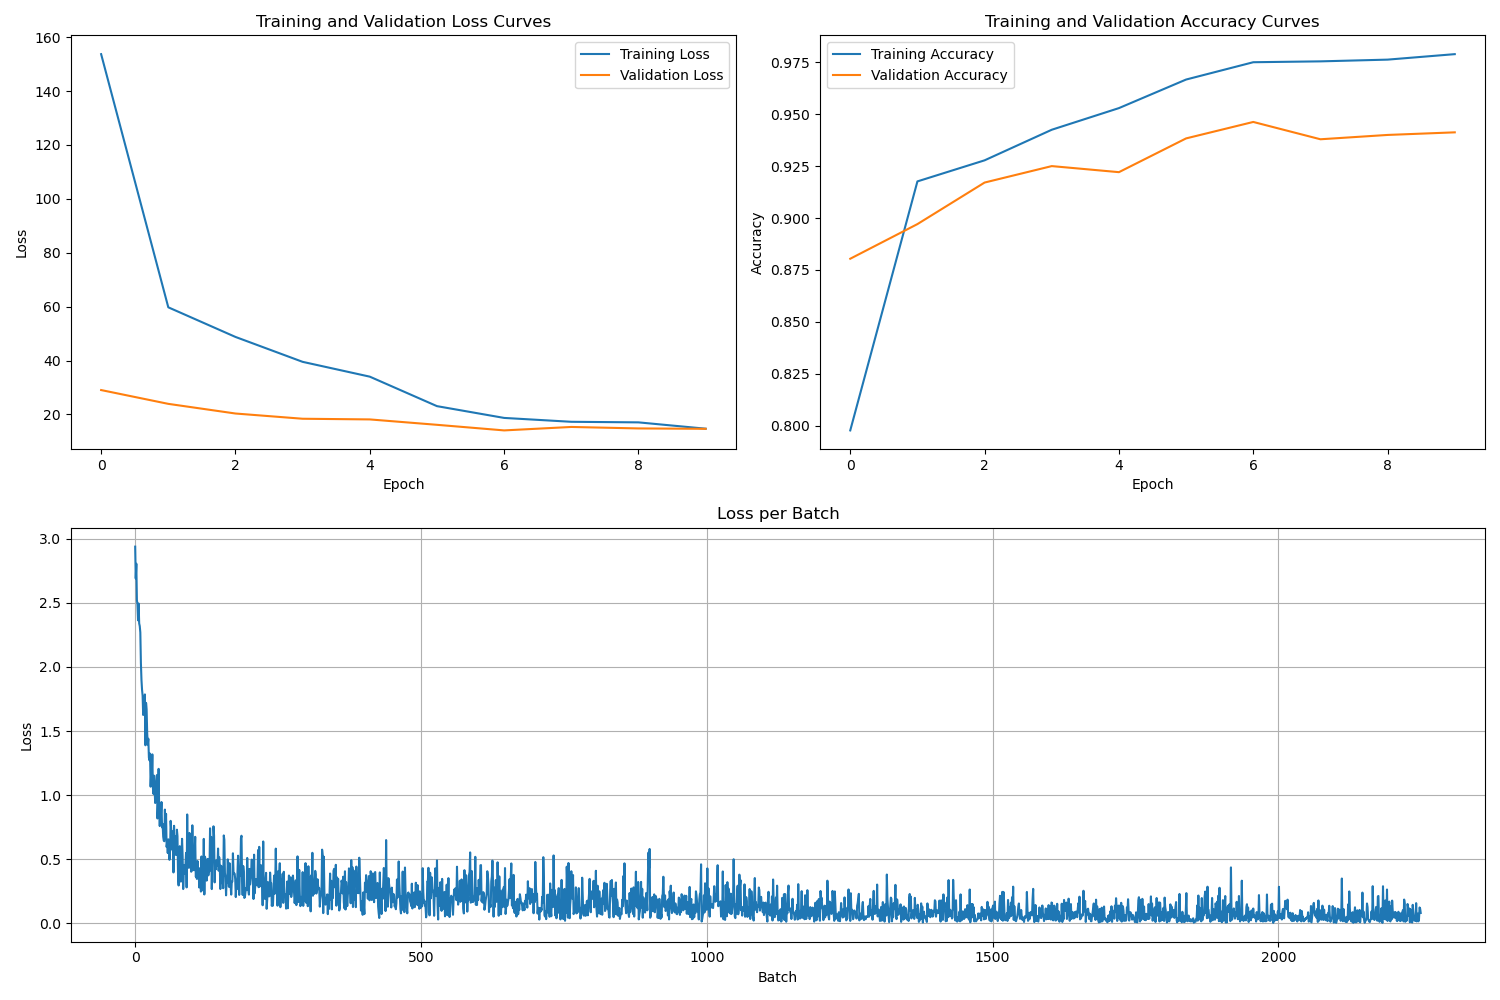 Training and Validation Loss Curves
160
140
120
100
80
60
40
20
Loss
0 2 4 6 8
Epoch
Training Loss
Validation Loss
Training and Validation Accuracy Curves
0.975
0.950
0.925
0.900
0.875
0.850
0.825
0.800
Accuracy
0 2 4 6 8
Epoch
Training Accuracy
Validation Accuracy
Loss per Batch
3.0
2.5
2.0
1.5
1.0
0.5
0.0
Loss
0 500 1000 1500 2000
Batch